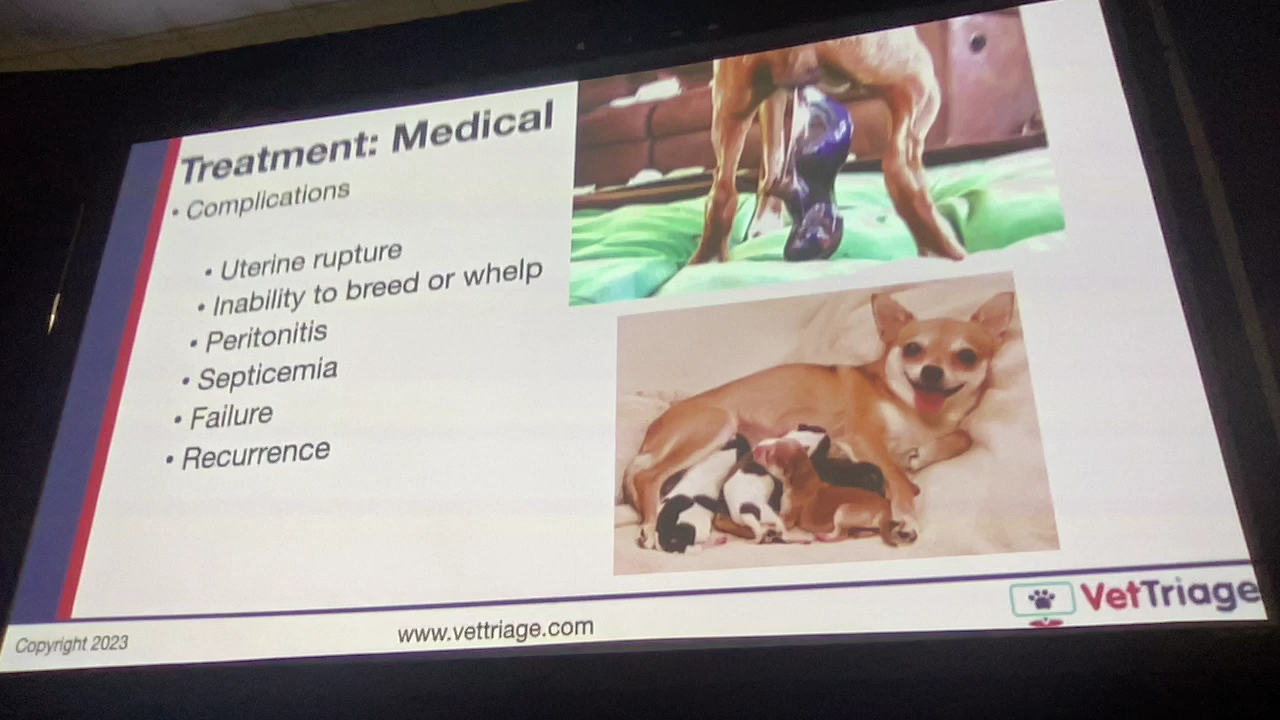 Treatment: Medical
• Complications
• Uterine rupture
• Inability to breed or whelp
• Peritonitis
• Septicemia
• Failure
• Recurrence
Copyright 2023
www.vettriage.com
VetTriage